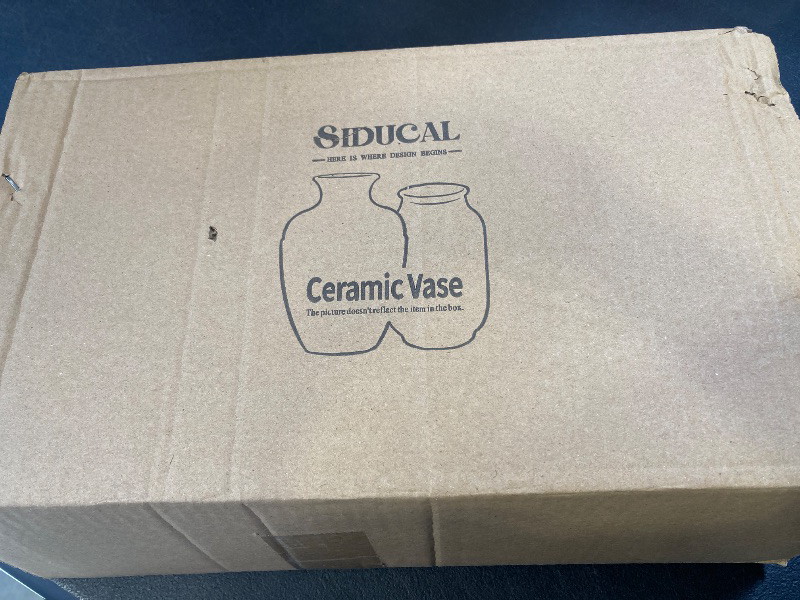 SIDUCAL
HERE IS WHERE DESIGN BEGINS
Ceramic Vase
The picture doesn't reflect the item in the box.